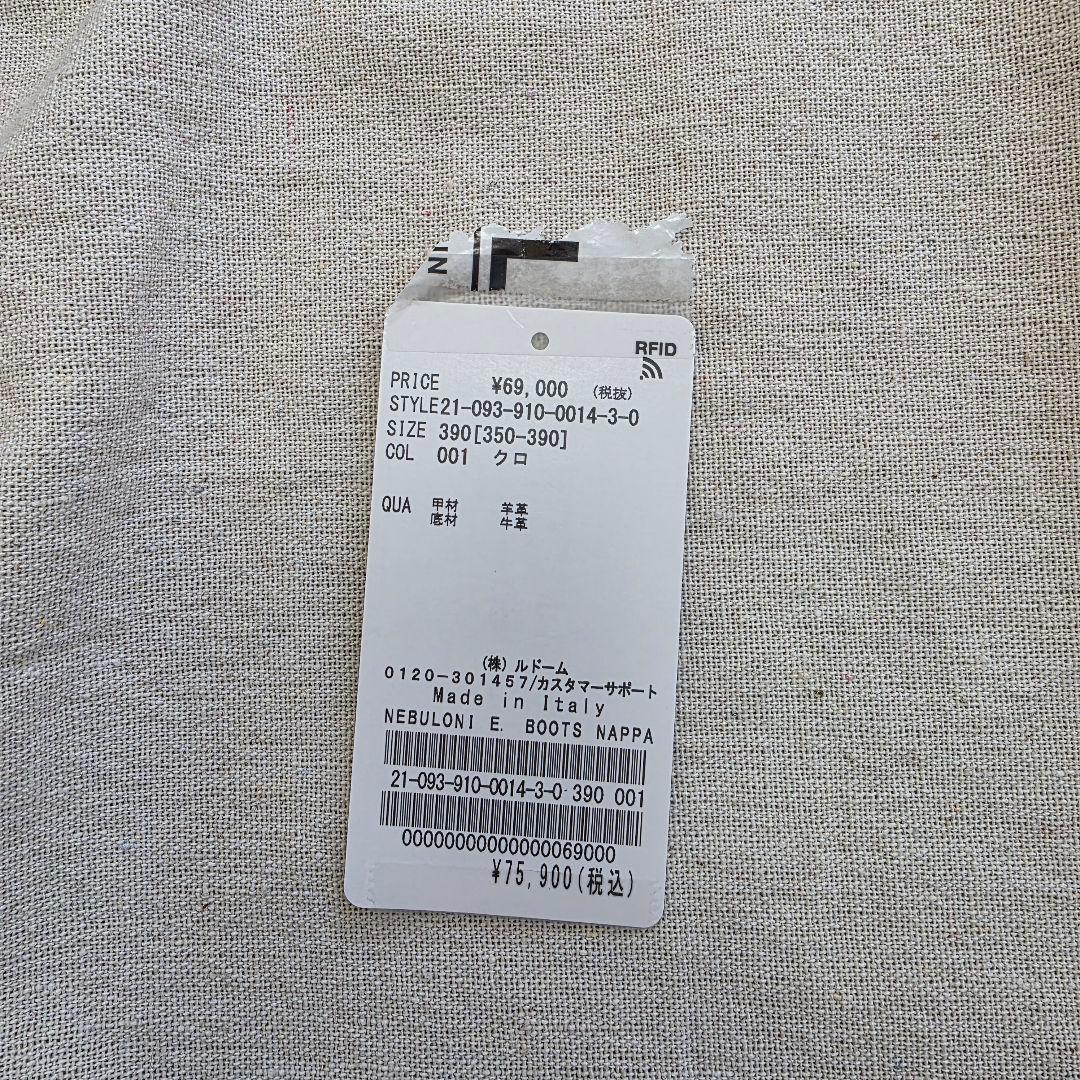 RFID
PRICE ¥69,000 (税抜)
STYLE21-093-910-0014-3-0
SIZE 390[350-390]
COL 001 クロ
QUA 甲材 羊革
底材 牛革
(株) ルドーム
0120-301457/カスタマーサポート
Made in Italy
NEBULONI E. BOOTS NAPPA
21-093-910-0014-3-0 390 001
00000000000000069000
¥75,900(税込)